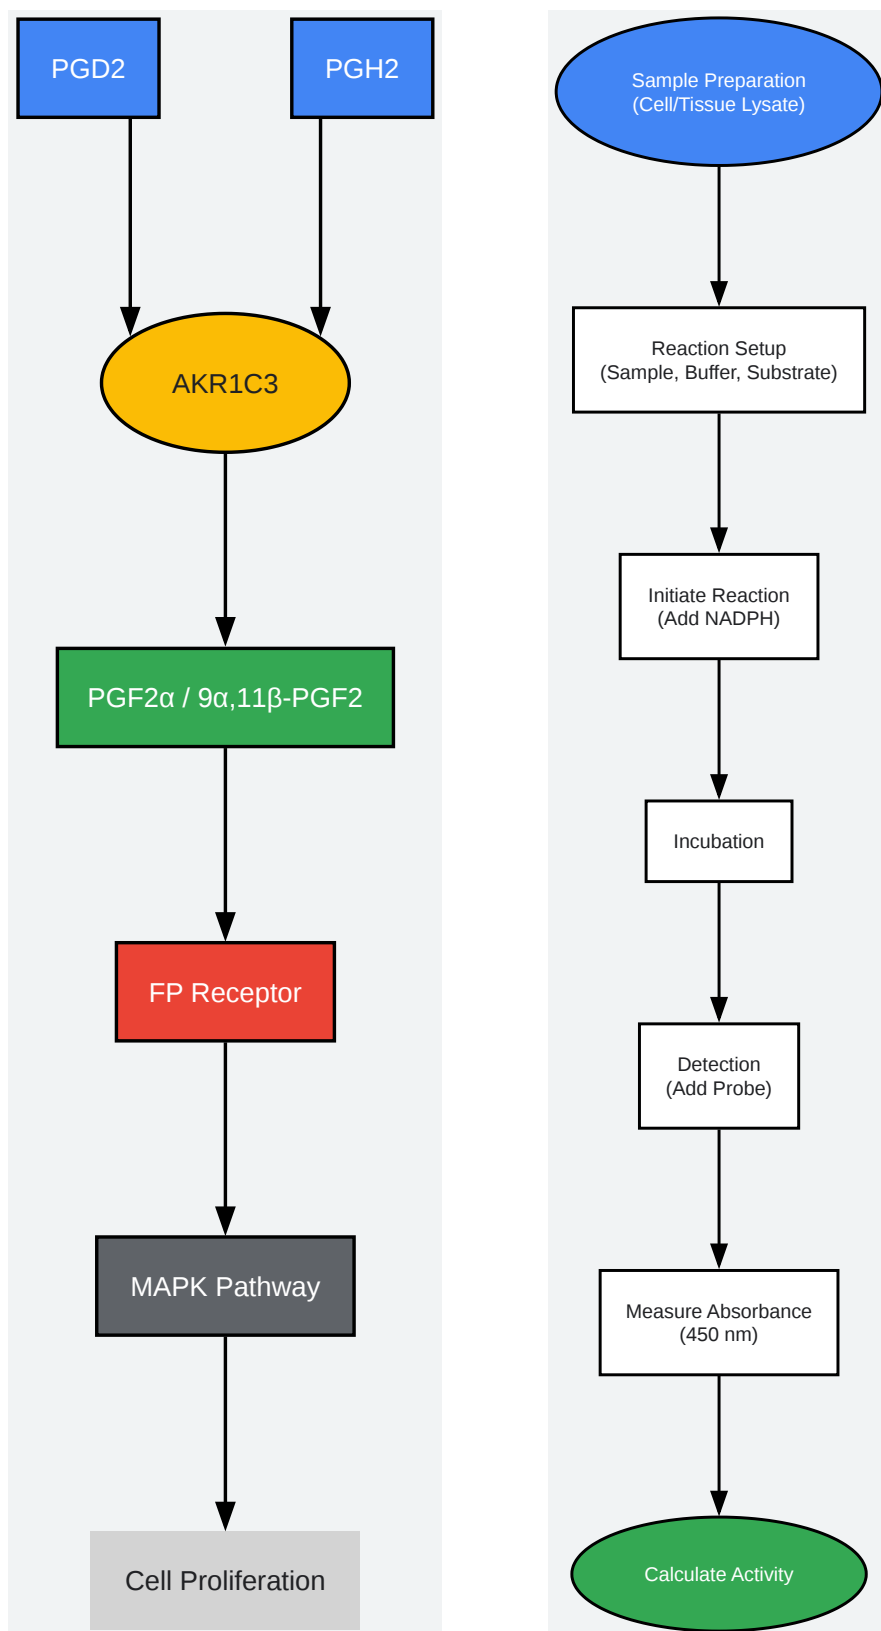 PGD2
PGH2
AKR1C3
PGF2α / 9α,11β-PGF2
FP Receptor
MAPK Pathway
Cell Proliferation
Sample Preparation
(Cell/Tissue Lysate)
Reaction Setup
(Sample, Buffer, Substrate)
Initiate Reaction
(Add NADPH)
Incubation
Detection
(Add Probe)
Measure Absorbance
(450 nm)
Calculate Activity